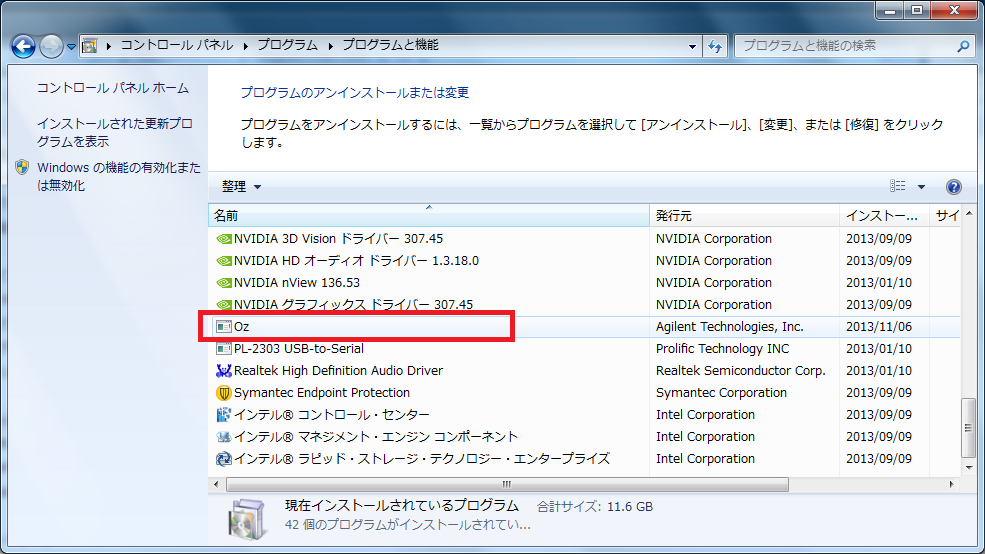 コントロール パネル ▸ プログラム ▸ プログラムと機能
プログラムと機能の検索
コントロール パネル ホーム
インストールされた更新プロ
グラムを表示
Windows の機能の有効化また
は無効化
プログラムのアンインストールまたは変更
プログラムをアンインストールするには、一覧からプログラムを選択して [アンインストール]、[変更]、または [修復] をクリック
します。
整理
名前 発行元 インストー... サイ
NVIDIA 3D Vision ドライバー 307.45 NVIDIA Corporation 2013/09/09
NVIDIA HD オーディオ ドライバー 1.3.18.0 NVIDIA Corporation 2013/09/09
NVIDIA nView 136.53 NVIDIA Corporation 2013/01/10
NVIDIA グラフィックス ドライバー 307.45 NVIDIA Corporation 2013/09/09
Oz Agilent Technologies, Inc. 2013/11/06
PL-2303 USB-to-Serial Prolific Technology INC 2013/01/10
Realtek High Definition Audio Driver Realtek Semiconductor Corp. 2013/01/10
Symantec Endpoint Protection Symantec Corporation 2013/09/09
インテル® コントロール・センター Intel Corporation 2013/09/09
インテル® マネジメント・エンジン コンポーネント Intel Corporation 2013/09/09
インテル® ラピッド・ストレージ・テクノロジー・エンタープライズ Intel Corporation 2013/09/09
現在インストールされているプログラム 合計サイズ: 11.6 GB
42 個のプログラムがインストールされてい...